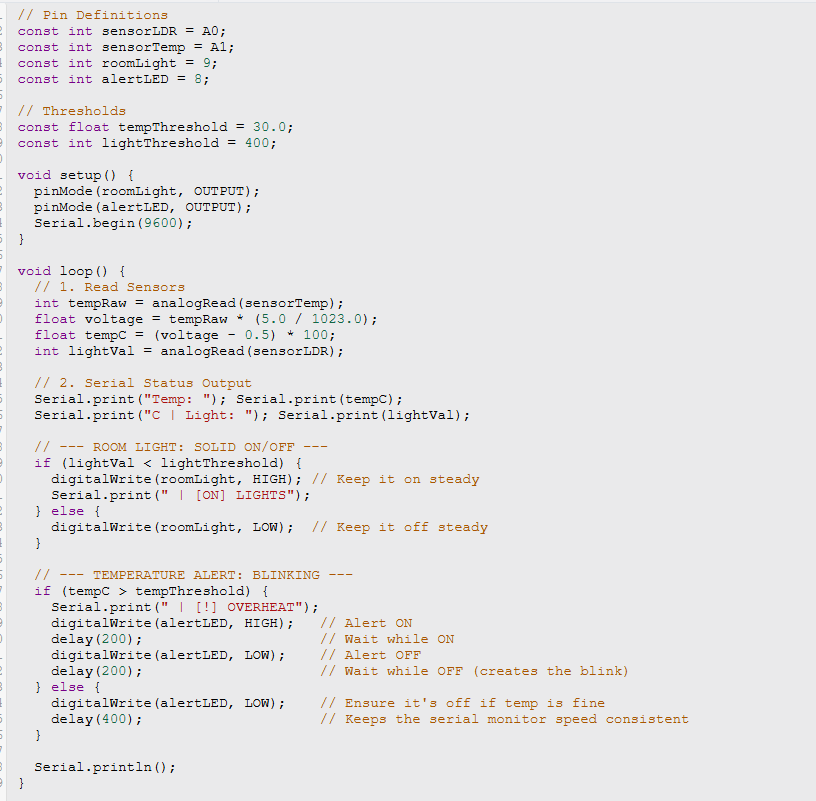 // Pin Definitions
const int sensorLDR = A0;
const int sensorTemp = A1;
const int roomLight = 9;
const int alertLED = 8;

// Thresholds
const float tempThreshold = 30.0;
const int lightThreshold = 400;

void setup() {
  pinMode(roomLight, OUTPUT);
  pinMode(alertLED, OUTPUT);
  Serial.begin(9600);
}

void loop() {
  // 1. Read Sensors
  int tempRaw = analogRead(sensorTemp);
  float voltage = tempRaw * (5.0 / 1023.0);
  float tempC = (voltage - 0.5) * 100;
  int lightVal = analogRead(sensorLDR);

  // 2. Serial Status Output
  Serial.print("Temp: "); Serial.print(tempC);
  Serial.print("C | Light: "); Serial.print(lightVal);

  // --- ROOM LIGHT: SOLID ON/OFF ---
  if (lightVal < lightThreshold) {
    digitalWrite(roomLight, HIGH); // Keep it on steady
    Serial.print(" | [ON] LIGHTS");
  } else {
    digitalWrite(roomLight, LOW);  // Keep it off steady
  }

  // --- TEMPERATURE ALERT: BLINKING ---
  if (tempC > tempThreshold) {
    Serial.print(" | [!] OVERHEAT");
    digitalWrite(alertLED, HIGH);   // Alert ON
    delay(200);                     // Wait while ON
    digitalWrite(alertLED, LOW);    // Alert OFF
    delay(200);                     // Wait while OFF (creates the blink)
  } else {
    digitalWrite(alertLED, LOW);    // Ensure it's off if temp is fine
    delay(400);                     // Keeps the serial monitor speed consistent
  }

  Serial.println();
}